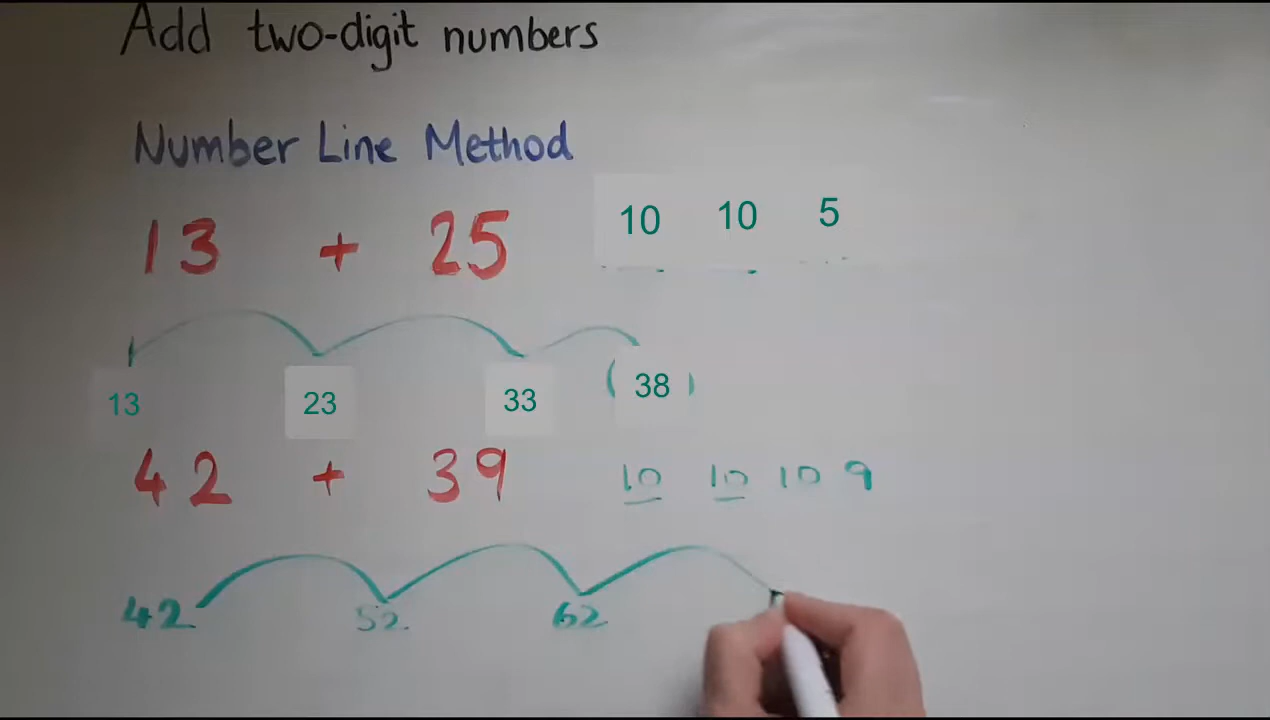 Add two-digit numbers
Number Line Method
13 + 25 10 10 5
13 23 33 (38)
42 + 39 10 10 10 9
42 52. 62